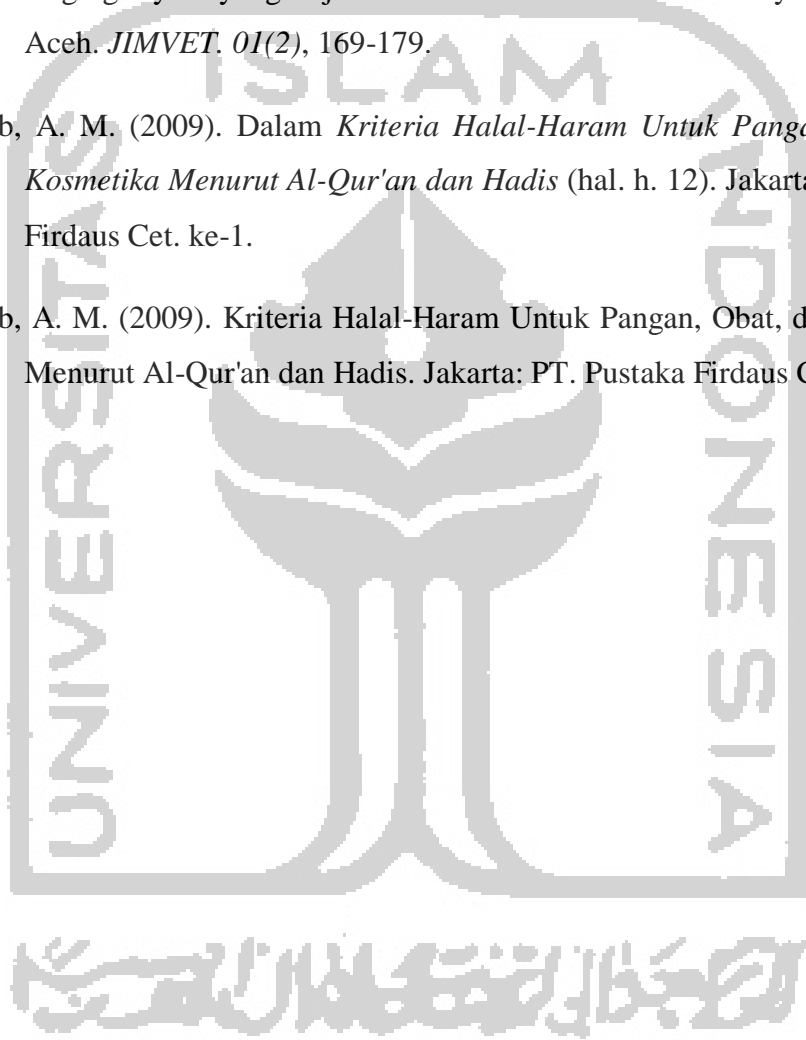 Aceh. JIMVET. 01(2), 169-179.
b, A. M. (2009). Dalam Kriteria Halal-Haram Untuk Panga
Kosmetika Menurut Al-Qur'an dan Hadis (hal. h. 12). Jakarta
Firdaus Cet. ke-1.
b, A. M. (2009). Kriteria Halal-Haram Untuk Pangan, Obat, d
Menurut Al-Qur'an dan Hadis. Jakarta: PT. Pustaka Firdaus C
ISLAM
UNIVERSITAS
INDONESIA